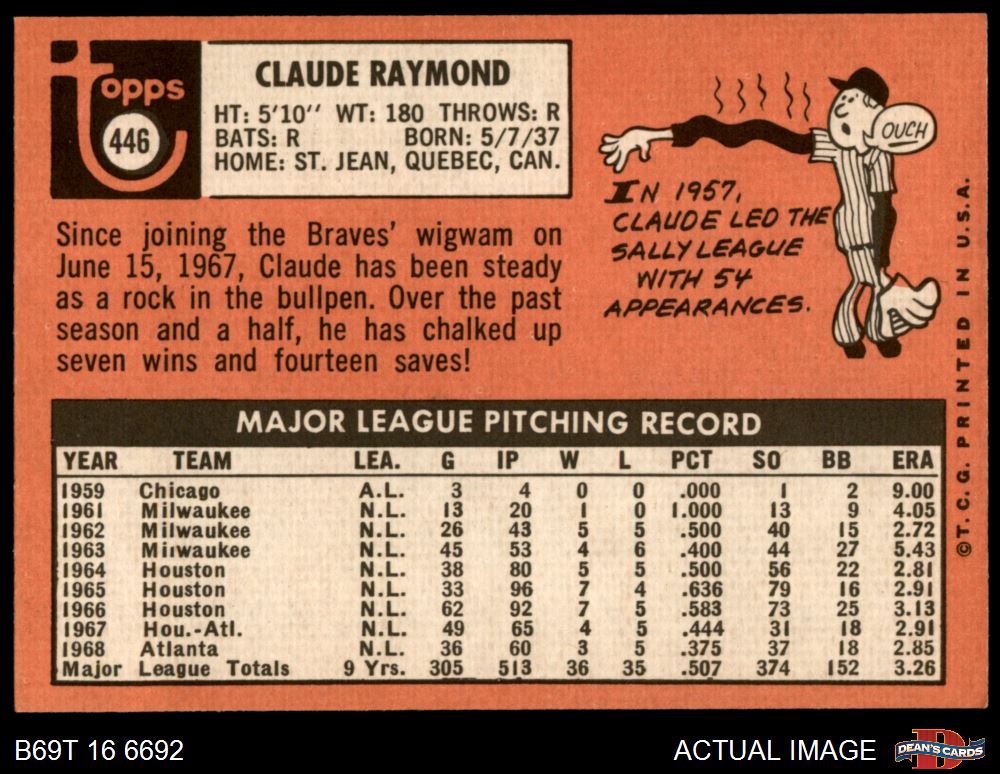 topps
446
CLAUDE RAYMOND
HT: 5'10'' WT: 180 THROWS: R
BATS: R BORN: 5/7/37
HOME: ST. JEAN, QUEBEC, CAN.
Since joining the Braves' wigwam on
June 15, 1967, Claude has been steady
as a rock in the bullpen. Over the past
season and a half, he has chalked up
seven wins and fourteen saves!
OUCH
IN 1957,
CLAUDE LED THE
SALLY LEAGUE
WITH 54
APPEARANCES.
©T.C.G. PRINTED IN U.S.A.
MAJOR LEAGUE PITCHING RECORD
YEAR TEAM LEA. G IP W L PCT SO BB ERA
1959 Chicago A.L. 3 4 0 0 .000 1 2 9.00
1961 Milwaukee N.L. 13 20 1 0 1.000 13 9 4.05
1962 Milwaukee N.L. 26 43 5 5 .500 40 15 2.72
1963 Milwaukee N.L. 45 53 4 6 .400 44 27 5.43
1964 Houston N.L. 38 80 5 5 .500 56 22 2.81
1965 Houston N.L. 33 96 7 4 .636 79 16 2.91
1966 Houston N.L. 62 92 7 5 .583 73 25 3.13
1967 Hou.-Atl. N.L. 49 65 4 5 .444 31 18 2.91
1968 Atlanta N.L. 36 60 3 5 .375 37 18 2.85
Major League Totals 9 Yrs. 305 513 36 35 .507 374 152 3.26
B69T 16 6692
ACTUAL IMAGE
DEAN'S CARDS